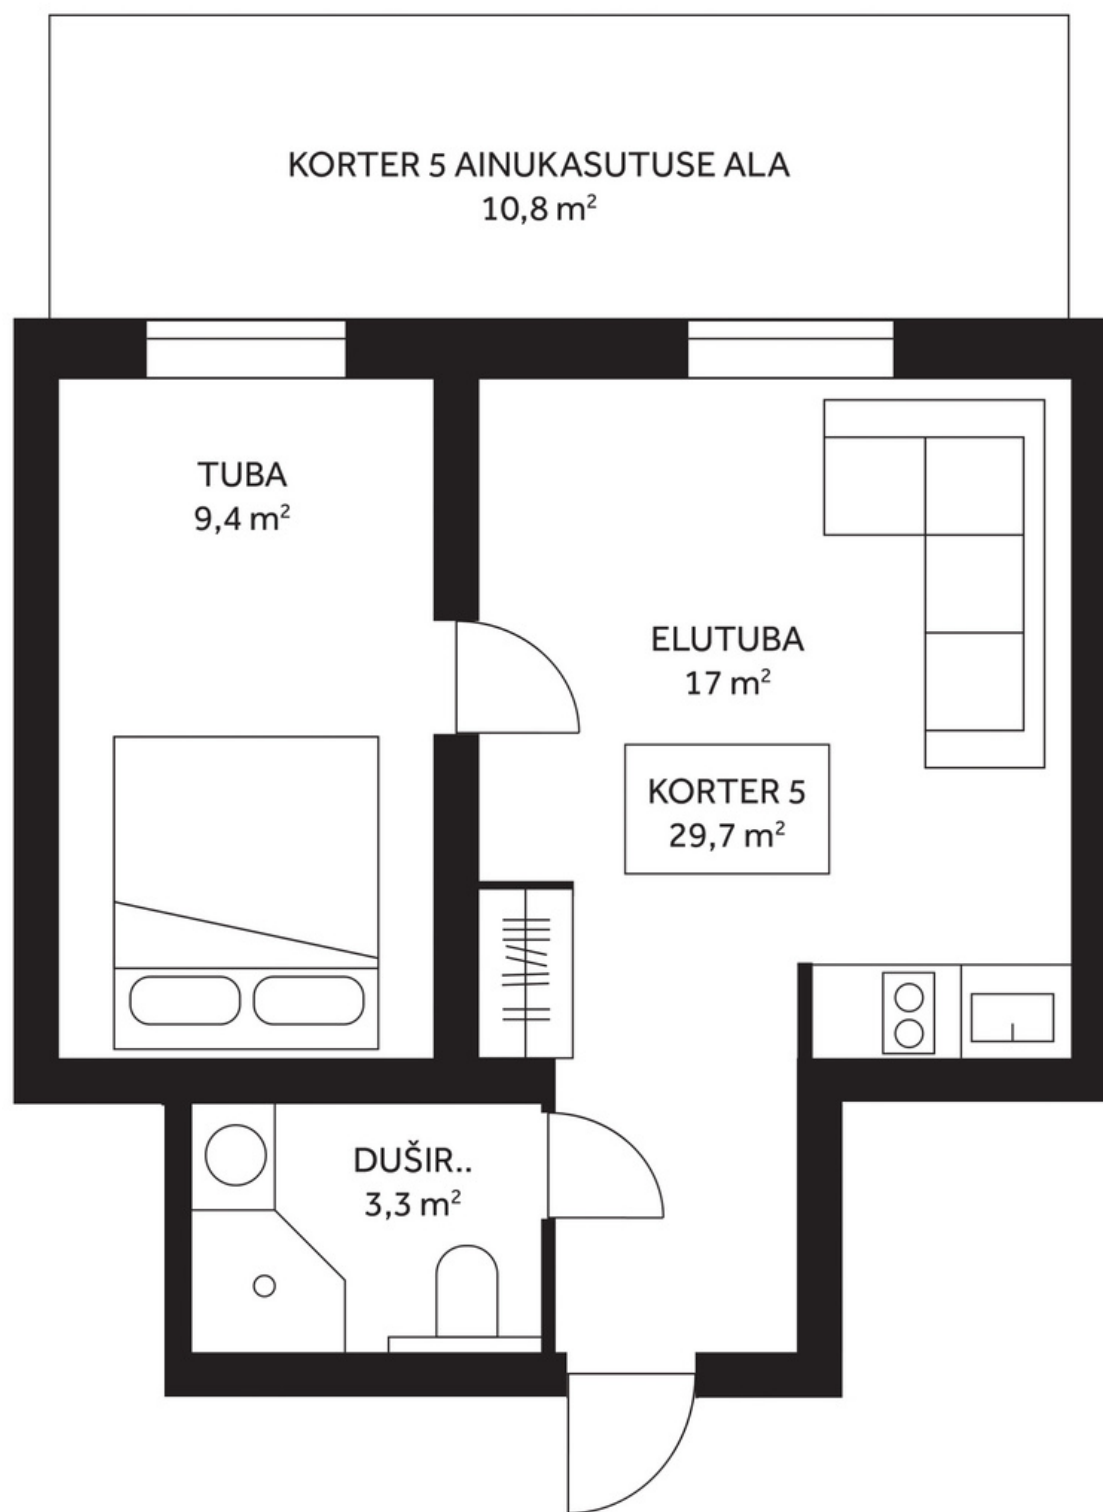 KORTER 5 AINUKASUTUSE ALA
10,8 m²
TUBA
9,4 m²
ELUTUBA
17 m²
KORTER 5
29,7 m²
DUŠIR..
3,3 m²